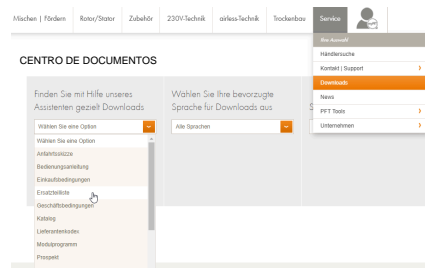 Mischen | Fördern
Rotor/Stator
Zubehör
230V-Technik
airless-Technik
Trockenbau
Service
Ihre Auswahl
Händlersuche
Kontakt | Support
Downloads
News
PFT Tools
Unternehmen
CENTRO DE DOCUMENTOS
Finden Sie mit Hilfe unseres
Assistenten gezielt Downloads
Wählen Sie eine Option
Wählen Sie eine Option
Anfahrtsskizze
Bedienungsanleitung
Einkaufsbedingungen
Ersatzteilliste
Geschäftsbedingungen
Katalog
Lieferantenkodex
Modulprogramm
Prospekt
Wählen Sie Ihre bevorzugte
Sprache für Downloads aus
Alle Sprachen
S